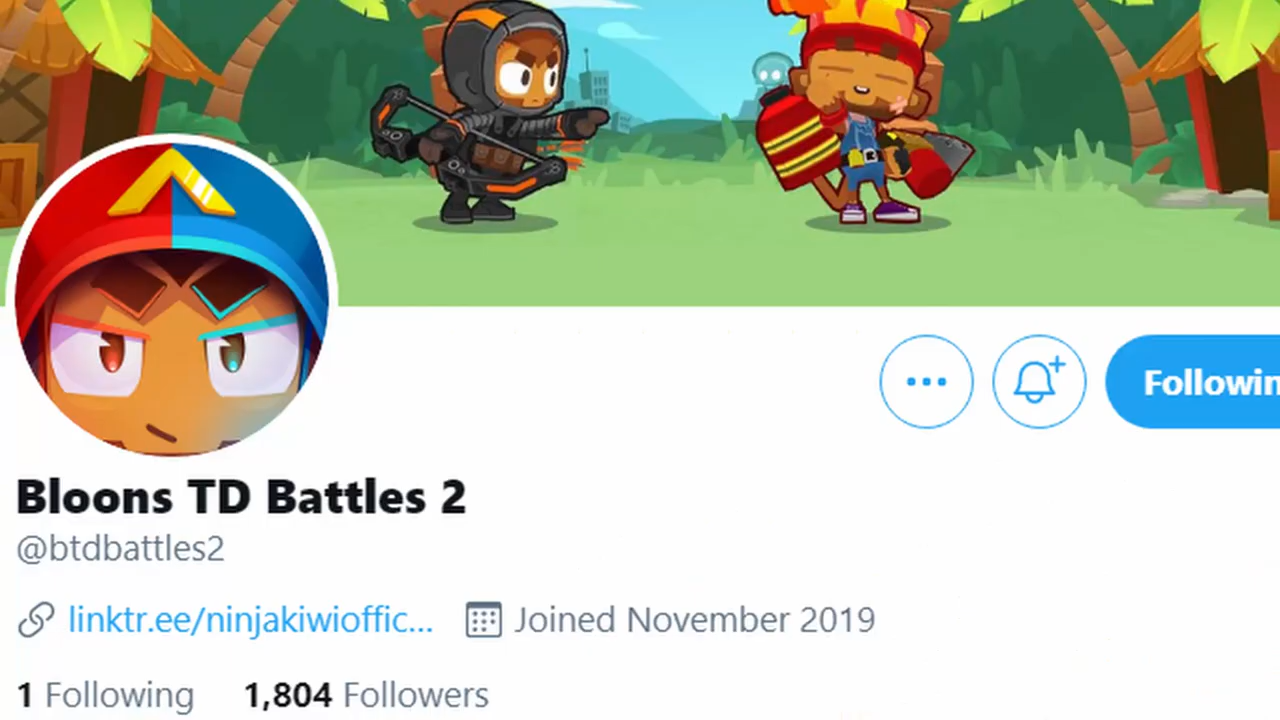 Followin
Bloons TD Battles 2
@btdbattles2
linktr.ee/ninjakiwioffic... Joined November 2019
1 Following 1,804 Followers